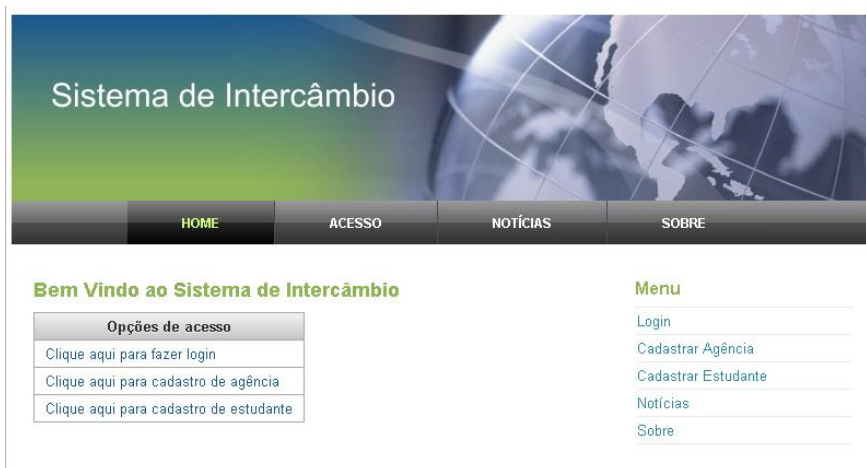 Sistema de Intercâmbio
HOME ACESSO NOTÍCIAS SOBRE
Bem Vindo ao Sistema de Intercâmbio
Opções de acesso
Clique aqui para fazer login
Clique aqui para cadastro de agência
Clique aqui para cadastro de estudante
Menu
Login
Cadastrar Agência
Cadastrar Estudante
Notícias
Sobre